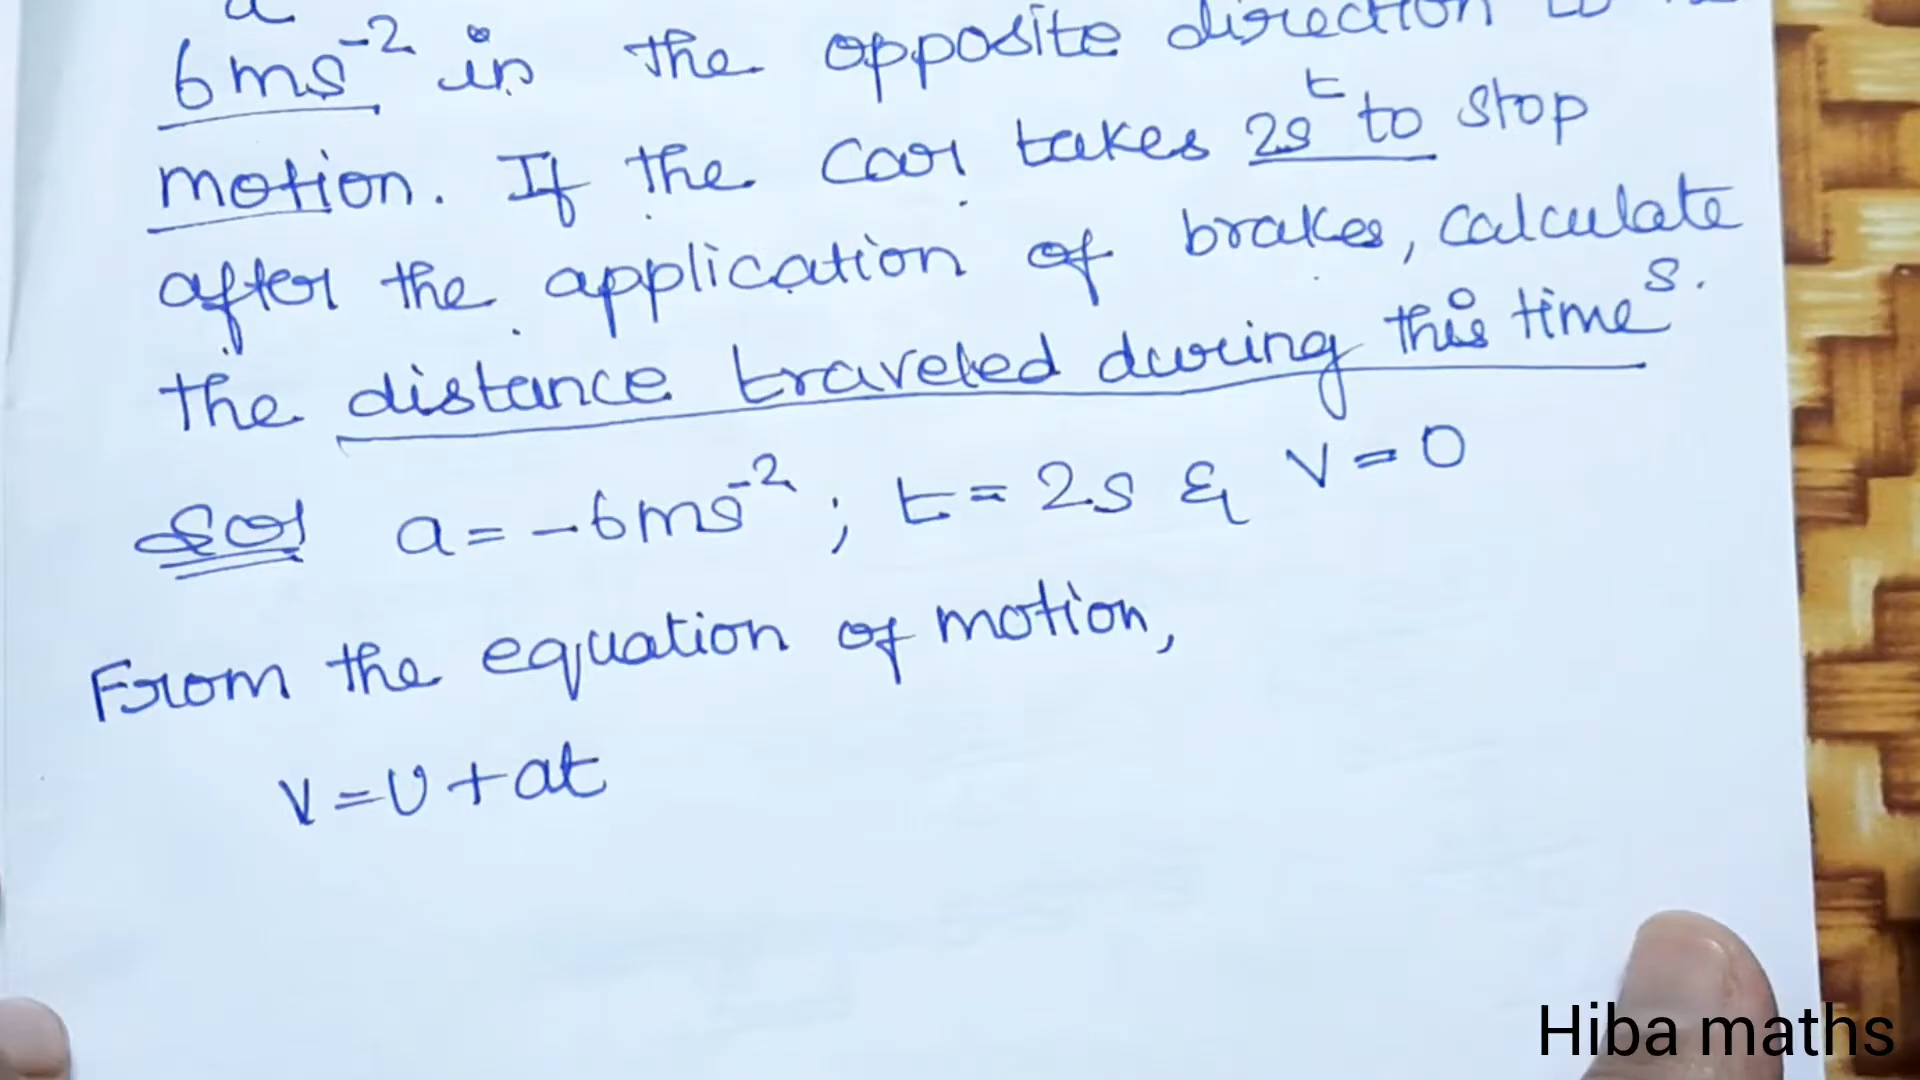 a
6ms⁻² in the opposite direction
t
motion. If the car takes 2s to stop
after the application of brakes, calculate
the distance traveled during this time s.
Sol a = -6ms⁻² ; t = 2s & v = 0
From the equation of motion,
v = u + at
Hiba maths